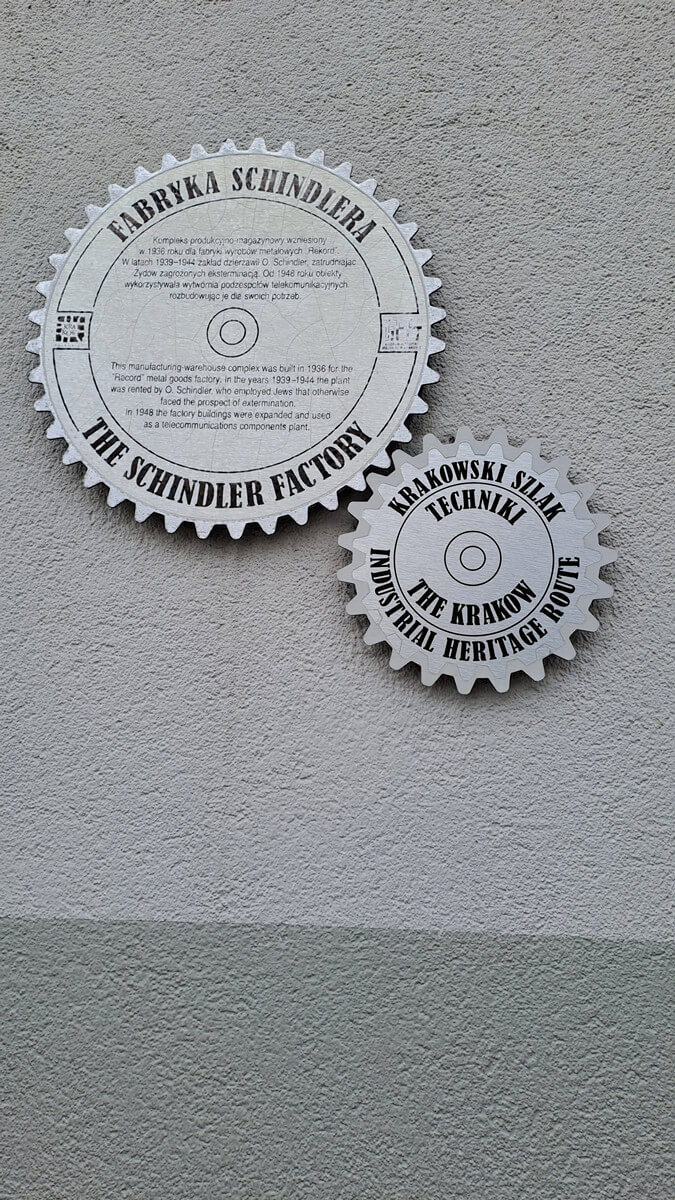 FABRYKA SCHINDLERA
Kompleks produkcyjno-magazynowy wzniesiony
w 1936 roku dla fabryki wyrobów metalowych "Rekord".
W latach 1939–1944 zakład dzierżawił O. Schindler, zatrudniając
Żydów zagrożonych eksterminacją. Od 1948 roku obiekty
wykorzystywała wytwórnia podzespołów telekomunikacyjnych,
rozbudowując je dla swoich potrzeb.
This manufacturing-warehouse complex was built in 1936 for the
"Record" metal goods factory. In the years 1939–1944 the plant
was rented by O. Schindler, who employed Jews that otherwise
faced the prospect of extermination.
In 1948 the factory buildings were expanded and used
as a telecommunications components plant.
THE SCHINDLER FACTORY
KRAKOWSKI SZLAK
TECHNIKI
THE KRAKOW
INDUSTRIAL HERITAGE ROUTE